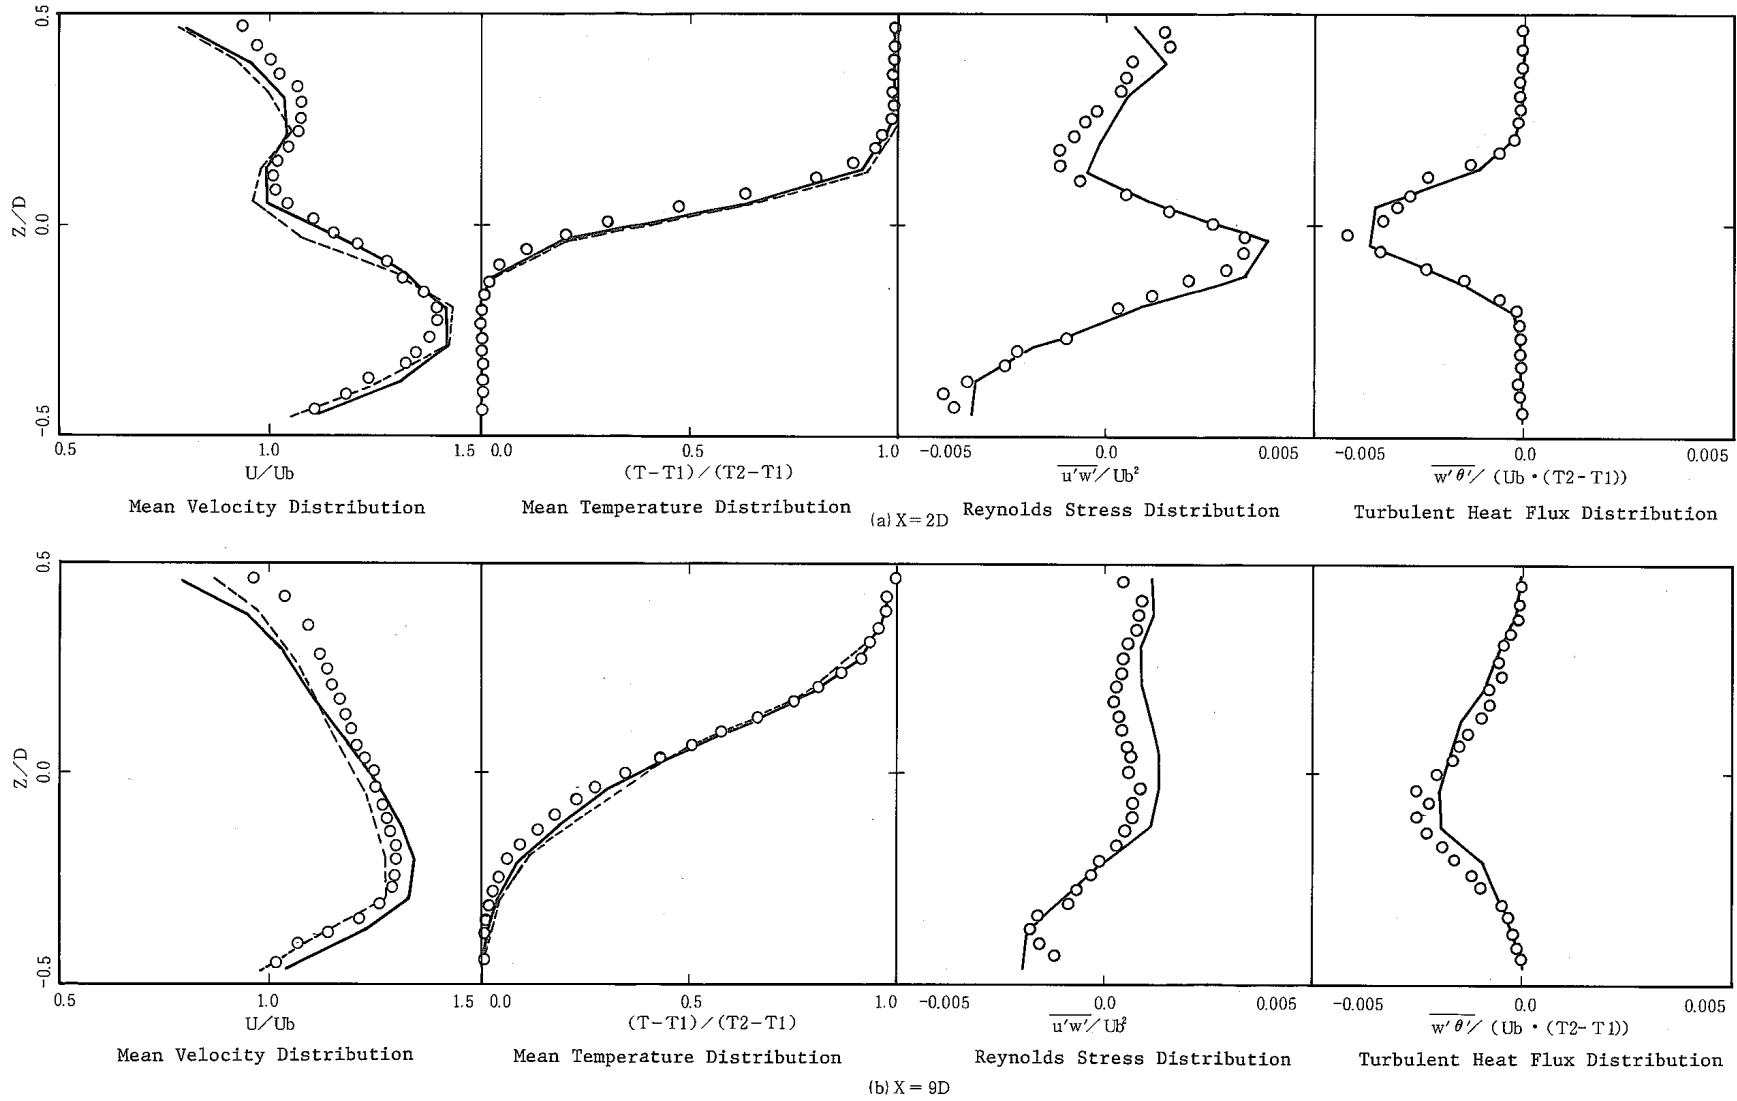 0.5
Z/D
0.0
-0.5
0.5 1.0 1.5 0.0 0.5 1.0 -0.005 0.0 0.005 -0.005 0.0 0.005
U/Ub (T-T1)/(T2-T1) u'w'/Ub² w'θ'/(Ub・(T2-T1))
Mean Velocity Distribution Mean Temperature Distribution Reynolds Stress Distribution Turbulent Heat Flux Distribution
(a) X=2D
0.5
Z/D
0.0
-0.5
0.5 1.0 1.5 0.0 0.5 1.0 -0.005 0.0 0.005 -0.005 0.0 0.005
U/Ub (T-T1)/(T2-T1) u'w'/Ub² w'θ'/(Ub・(T2-T1))
Mean Velocity Distribution Mean Temperature Distribution Reynolds Stress Distribution Turbulent Heat Flux Distribution
(b) X=9D